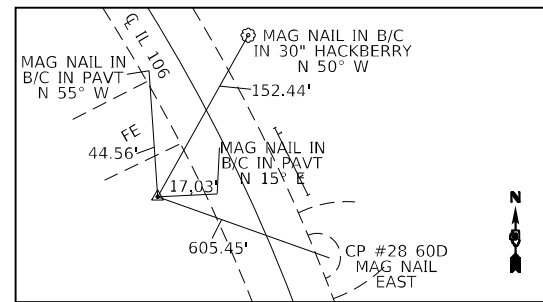 MAG NAIL IN
B/C IN PAVT
N 55° W
℄ IL 106
MAG NAIL IN B/C
IN 30" HACKBERRY
N 50° W
152.44'
FE
44.56'
MAG NAIL IN
B/C IN PAVT
N 15° E
17.03'
605.45'
CP #28 60D
MAG NAIL
EAST
N